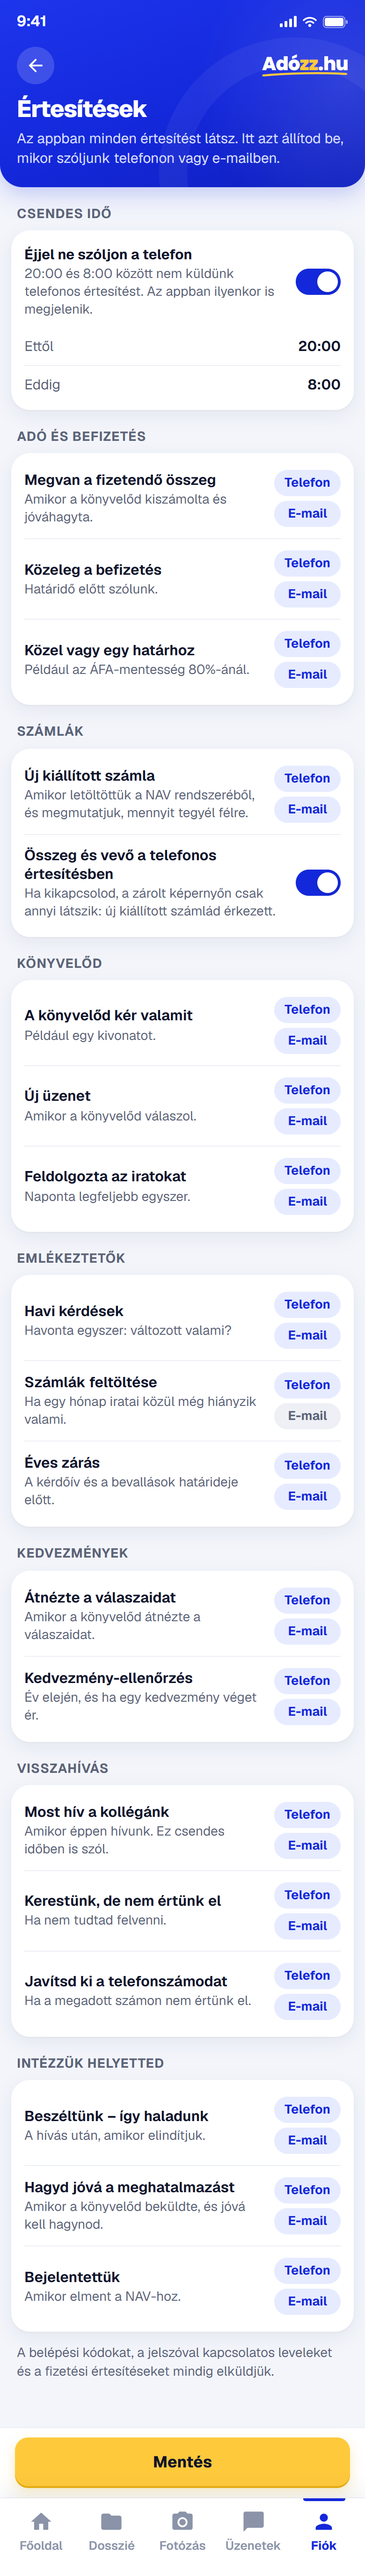 9:41
Adózz.hu
Értesítések
Az appban minden értesítést látsz. Itt azt állítod be,
mikor szóljunk telefonon vagy e-mailben.
CSENDES IDŐ
Éjjel ne szóljon a telefon
20:00 és 8:00 között nem küldünk
telefonos értesítést. Az appban ilyenkor is
megjelenik.
Ettől 20:00
Eddig 8:00
ADÓ ÉS BEFIZETÉS
Megvan a fizetendő összeg
Amikor a könyvelőd kiszámolta és
jóváhagyta.
Telefon
E-mail
Közeleg a befizetés
Határidő előtt szólunk.
Telefon
E-mail
Közel vagy egy határhoz
Például az ÁFA-mentesség 80%-ánál.
Telefon
E-mail
SZÁMLÁK
Új kiállított számla
Amikor letöltöttük a NAV rendszeréből,
és megmutatjuk, mennyit tegyél félre.
Telefon
E-mail
Összeg és vevő a telefonos
értesítésben
Ha kikapcsolod, a zárolt képernyőn csak
annyi látszik: új kiállított számlád érkezett.
KÖNYVELŐD
A könyvelőd kér valamit
Például egy kivonatot.
Telefon
E-mail
Új üzenet
Amikor a könyvelőd válaszol.
Telefon
E-mail
Feldolgozta az iratokat
Naponta legfeljebb egyszer.
Telefon
E-mail
EMLÉKEZTETŐK
Havi kérdések
Havonta egyszer: változott valami?
Telefon
E-mail
Számlák feltöltése
Ha egy hónap iratai közül még hiányzik
valami.
Telefon
E-mail
Éves zárás
A kérdőív és a bevallások határideje
előtt.
Telefon
E-mail
KEDVEZMÉNYEK
Átnézte a válaszaidat
Amikor a könyvelőd átnézte a
válaszaidat.
Telefon
E-mail
Kedvezmény-ellenőrzés
Év elején, és ha egy kedvezmény véget
ér.
Telefon
E-mail
VISSZAHÍVÁS
Most hív a kollégánk
Amikor éppen hívunk. Ez csendes
időben is szól.
Telefon
E-mail
Kerestünk, de nem értünk el
Ha nem tudtad felvenni.
Telefon
E-mail
Javítsd ki a telefonszámodat
Ha a megadott számon nem értünk el.
Telefon
E-mail
INTÉZZÜK HELYETTED
Beszéltünk – így haladunk
A hívás után, amikor elindítjuk.
Telefon
E-mail
Hagyd jóvá a meghatalmazást
Amikor a könyvelőd beküldte, és jóvá
kell hagynod.
Telefon
E-mail
Bejelentettük
Amikor elment a NAV-hoz.
Telefon
E-mail
A belépési kódokat, a jelszóval kapcsolatos leveleket
és a fizetési értesítéseket mindig elküldjük.
Mentés
Főoldal Dosszié Fotózás Üzenetek Fiók